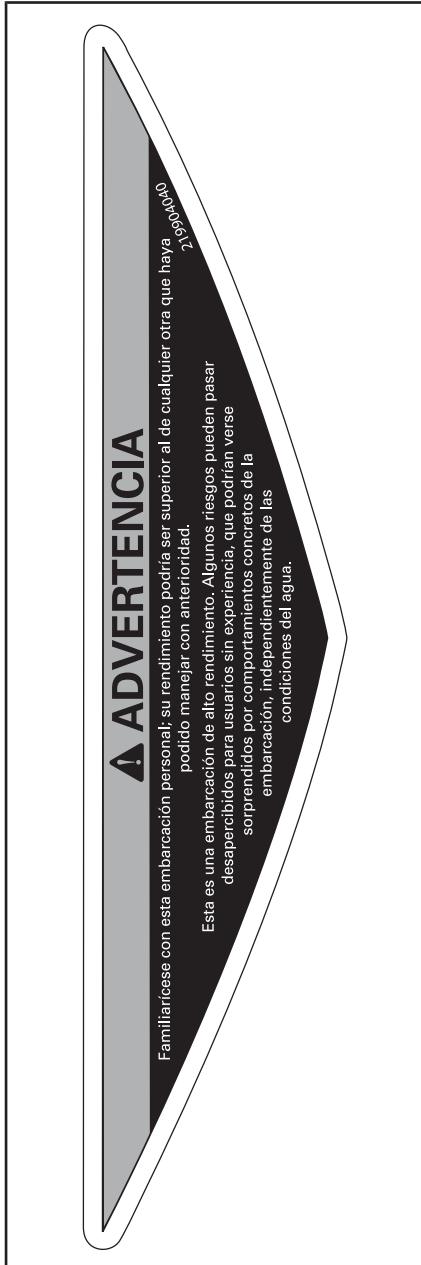 ADVERTENCIA
Familiarícese con esta embarcación personal; su rendimiento podría ser superior al de cualquier otra que haya
podido manejar con anterioridad.
Esta es una embarcación de alto rendimiento. Algunos riesgos pueden pasar
desapercibidos para usuarios sin experiencia, que podrían verse
sorprendidos por comportamientos concretos de la
embarcación, independientemente de las
condiciones del agua.
219904040